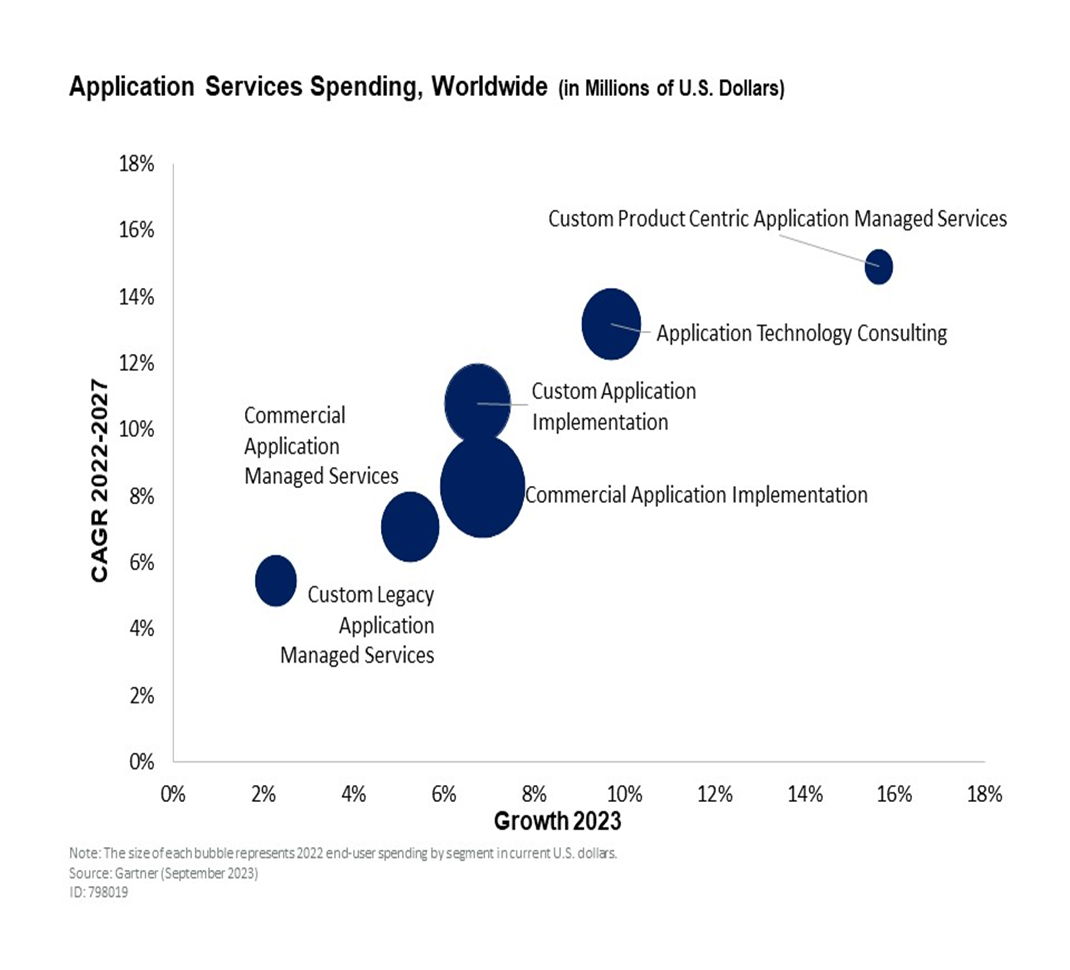 Application Services Spending, Worldwide (in Millions of U.S. Dollars)
18%
16%
14%
12%
10%
8%
6%
4%
2%
0%
CAGR 2022-2027
Custom Product Centric Application Managed Services
Application Technology Consulting
Custom Application
Implementation
Commercial
Application
Managed Services
Commercial Application Implementation
Custom Legacy
Application
Managed Services
0% 2% 4% 6% 8% 10% 12% 14% 16% 18%
Growth 2023
Note: The size of each bubble represents 2022 end-user spending by segment in current U.S. dollars.
Source: Gartner (September 2023)
ID: 798019